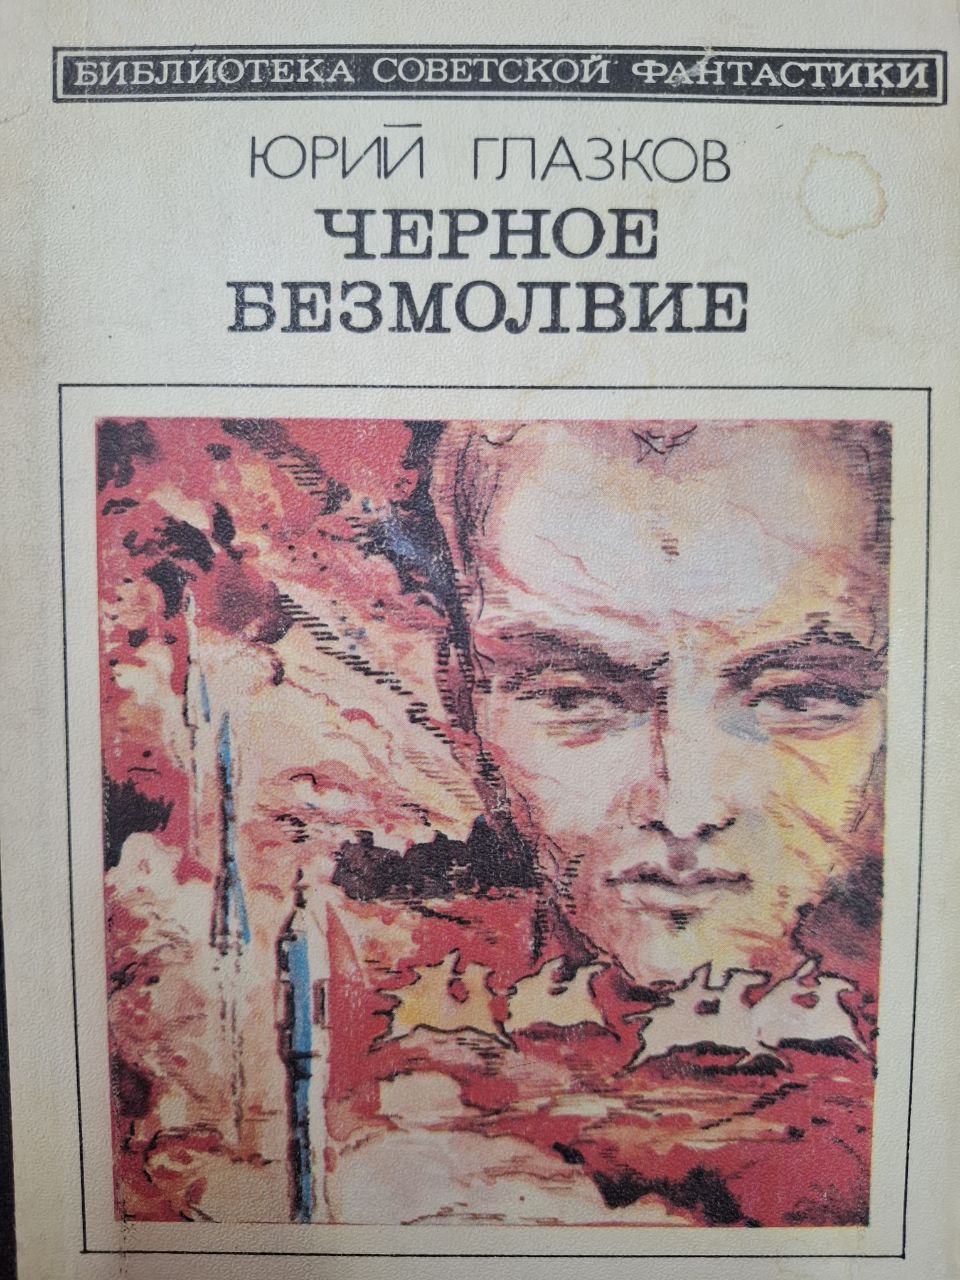 БИБЛИОТЕКА СОВЕТСКОЙ ФАНТАСТИКИ
ЮРИЙ ГЛАЗКОВ
ЧЕРНОЕ
БЕЗМОЛВИЕ